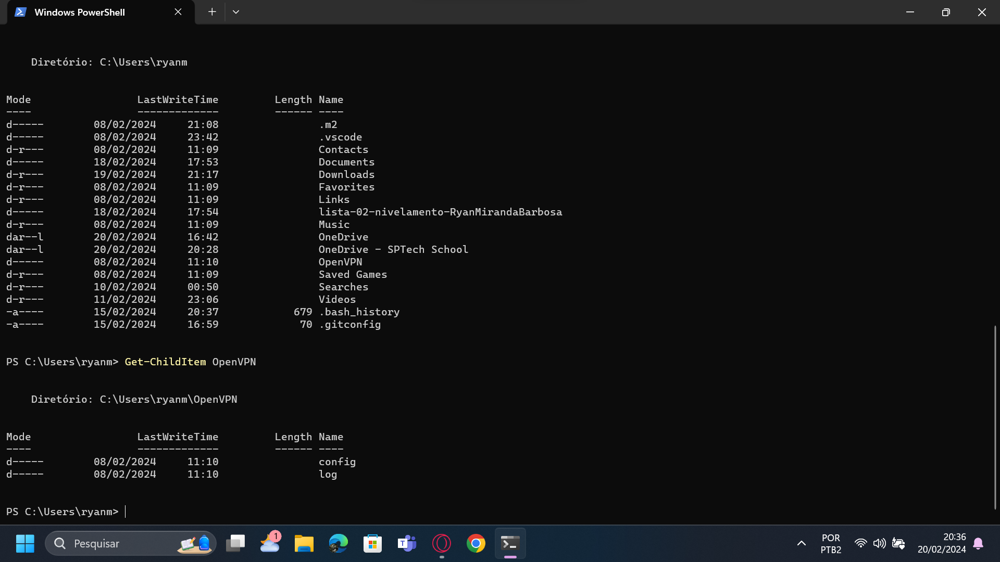 Windows PowerShell
Diretório: C:\Users\ryanm
Mode LastWriteTime Length Name
---- ------------- ------ ----
d----- 08/02/2024 21:08 .m2
d----- 08/02/2024 23:42 .vscode
d-r--- 08/02/2024 11:09 Contacts
d----- 18/02/2024 17:53 Documents
d-r--- 19/02/2024 21:17 Downloads
d-r--- 08/02/2024 11:09 Favorites
d-r--- 08/02/2024 11:09 Links
d----- 18/02/2024 17:54 lista-02-nivelamento-RyanMirandaBarbosa
d-r--- 08/02/2024 11:09 Music
dar--l 20/02/2024 16:42 OneDrive
dar--l 20/02/2024 20:28 OneDrive - SPTech School
d----- 08/02/2024 11:10 OpenVPN
d-r--- 08/02/2024 11:09 Saved Games
d-r--- 10/02/2024 00:50 Searches
d-r--- 11/02/2024 23:06 Videos
-a---- 15/02/2024 20:37 679 .bash_history
-a---- 15/02/2024 16:59 70 .gitconfig
PS C:\Users\ryanm> Get-ChildItem OpenVPN
Diretório: C:\Users\ryanm\OpenVPN
Mode LastWriteTime Length Name
---- ------------- ------ ----
d----- 08/02/2024 11:10 config
d----- 08/02/2024 11:10 log
PS C:\Users\ryanm>
Pesquisar
1
T
POR
PTB2
20:36
20/02/2024